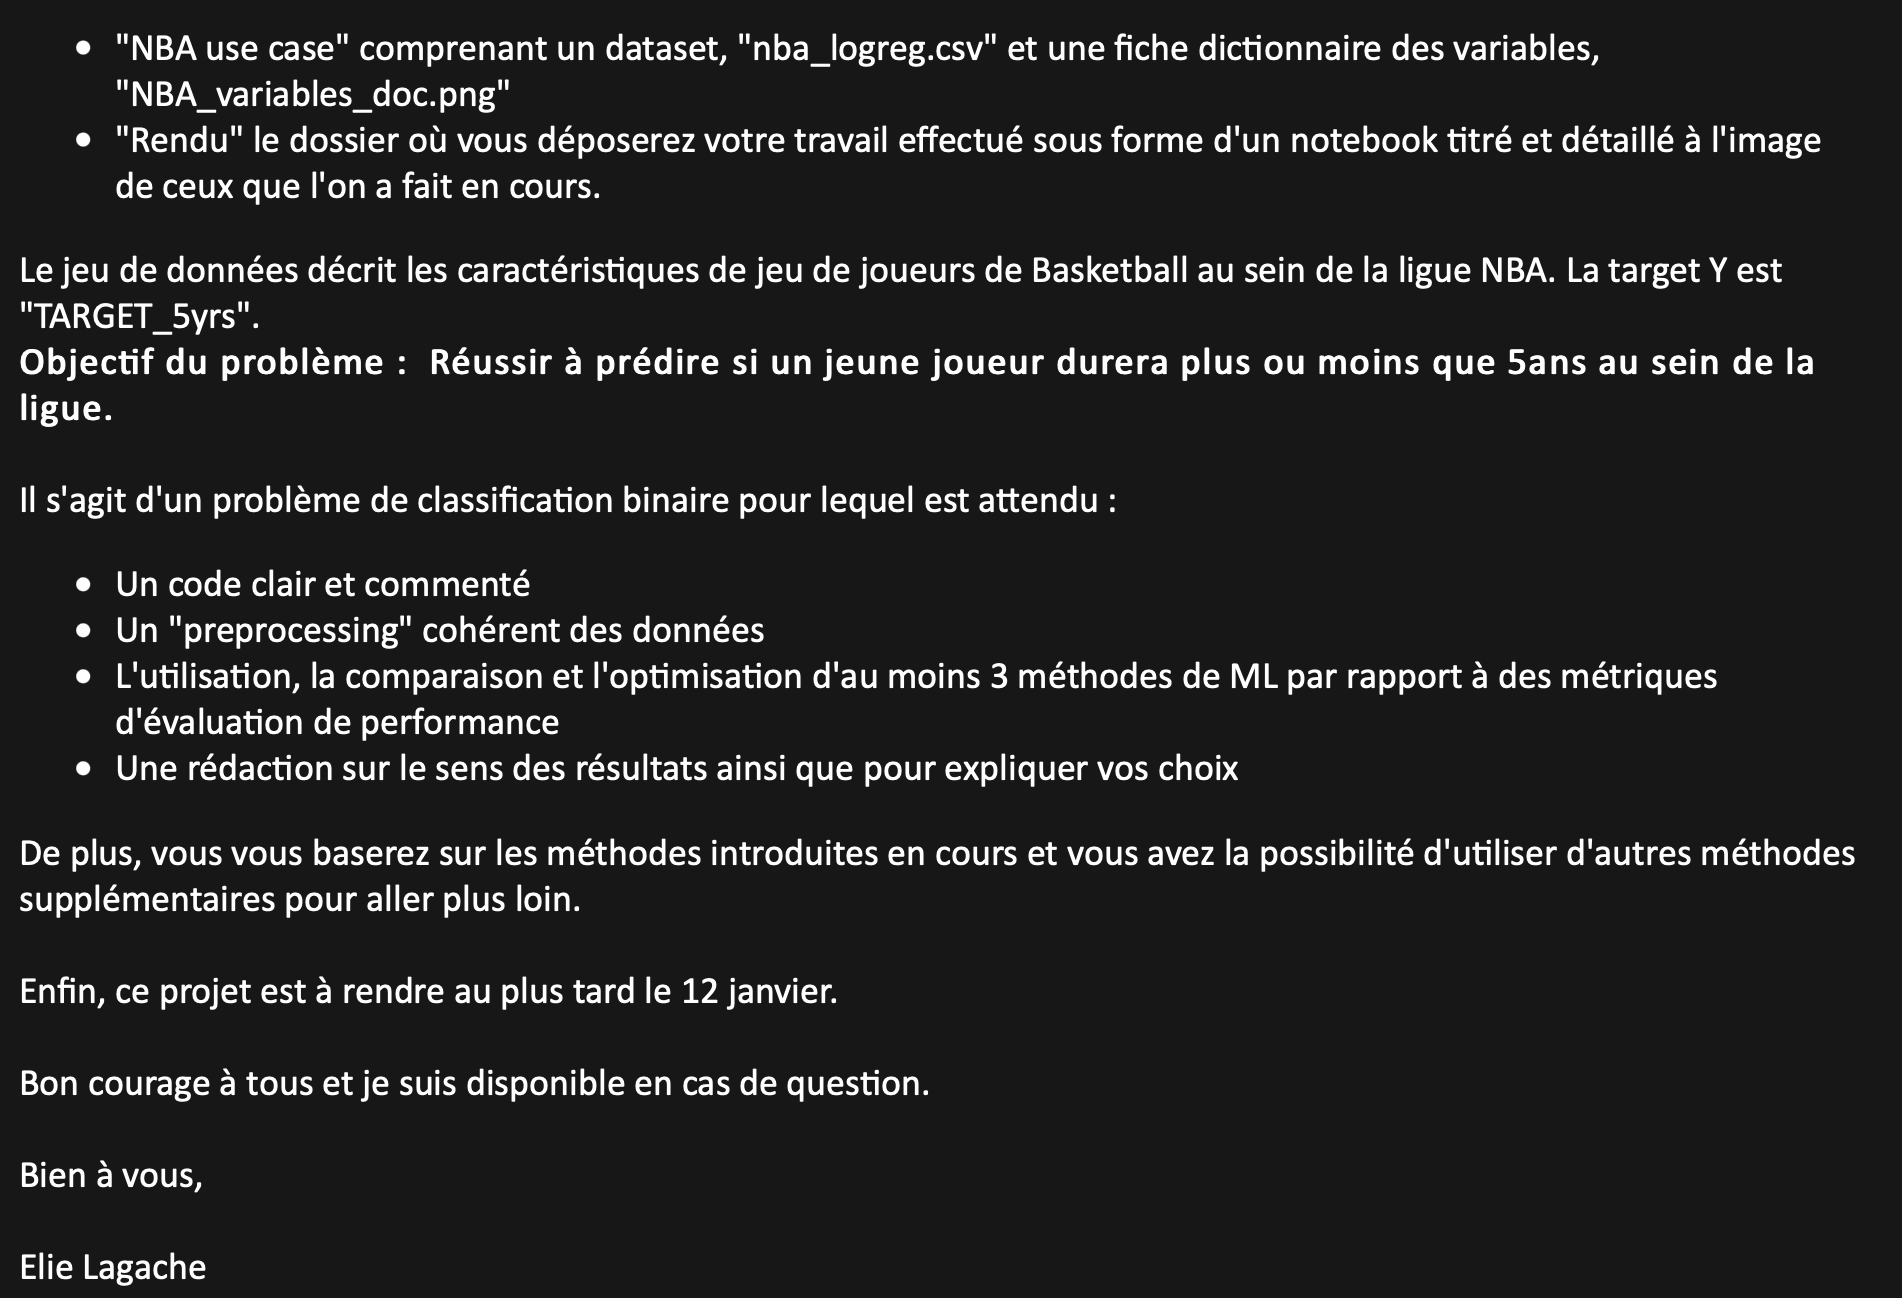 • "NBA use case" comprenant un dataset, "nba_logreg.csv" et une fiche dictionnaire des variables,
"NBA_variables_doc.png"
• "Rendu" le dossier où vous déposerez votre travail effectué sous forme d'un notebook titré et détaillé à l'image
de ceux que l'on a fait en cours.
Le jeu de données décrit les caractéristiques de jeu de joueurs de Basketball au sein de la ligue NBA. La target Y est
"TARGET_5yrs".
Objectif du problème : Réussir à prédire si un jeune joueur durera plus ou moins que 5ans au sein de la
ligue.
Il s'agit d'un problème de classification binaire pour lequel est attendu :
• Un code clair et commenté
• Un "preprocessing" cohérent des données
• L'utilisation, la comparaison et l'optimisation d'au moins 3 méthodes de ML par rapport à des métriques
d'évaluation de performance
• Une rédaction sur le sens des résultats ainsi que pour expliquer vos choix
De plus, vous vous baserez sur les méthodes introduites en cours et vous avez la possibilité d'utiliser d'autres méthodes
supplémentaires pour aller plus loin.
Enfin, ce projet est à rendre au plus tard le 12 janvier.
Bon courage à tous et je suis disponible en cas de question.
Bien à vous,
Elie Lagache